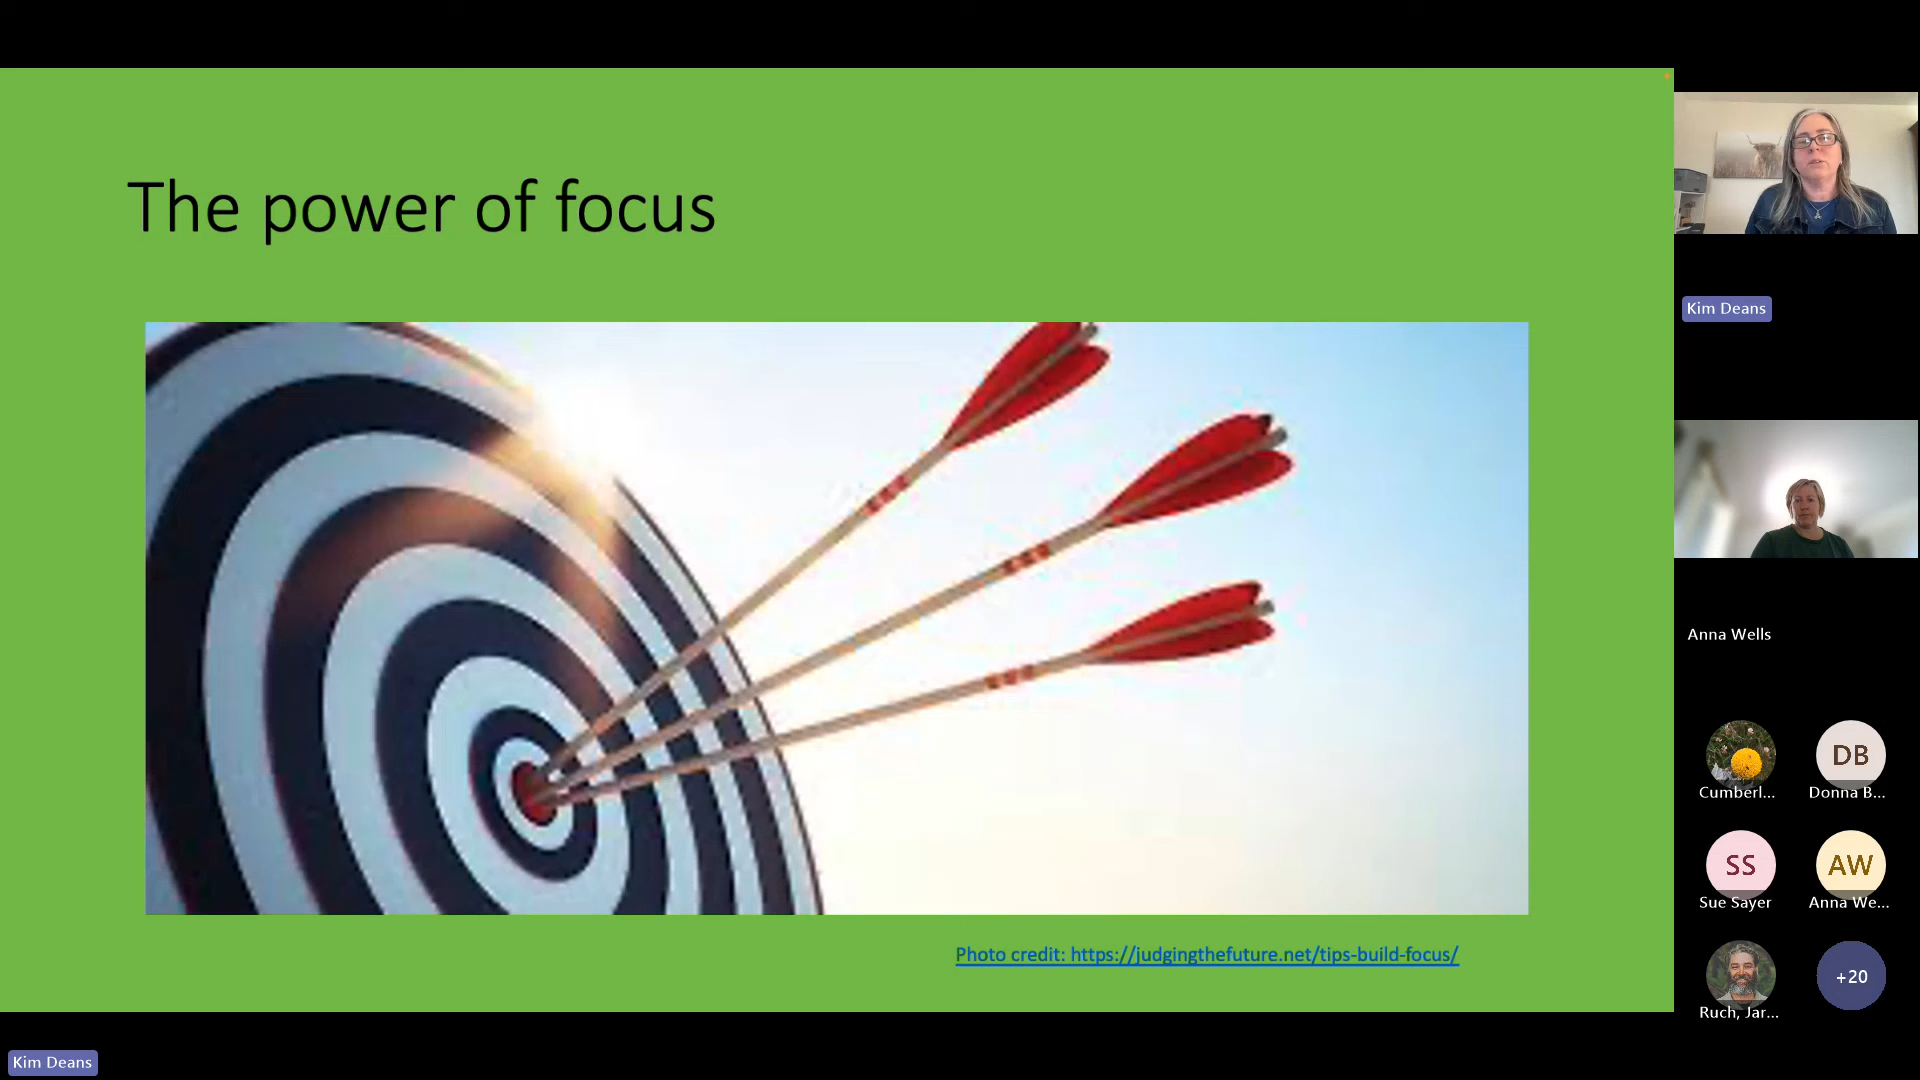 The power of focus
Photo credit: https://judgingthefuture.net/tips-build-focus/
Kim Deans
Anna Wells
Cumberl...
DB
Donna B...
SS
Sue Sayer
AW
Anna We...
Ruch, Jar...
+20
Kim Deans